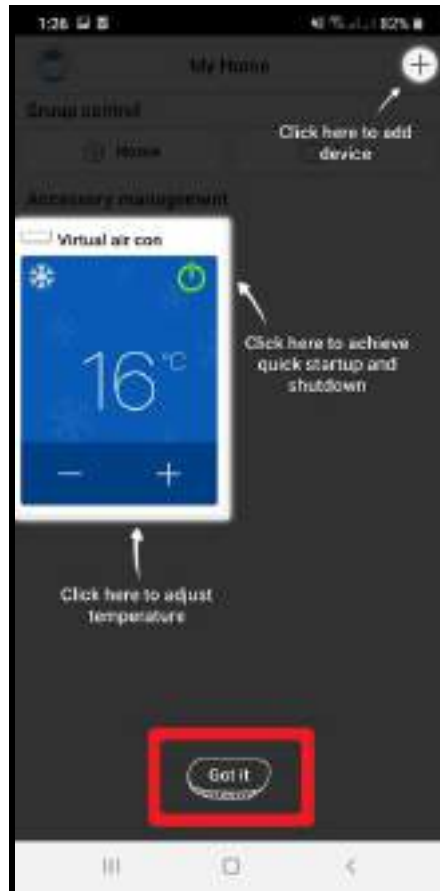 1:26
82%
My Home
Group control
Click here to add
device
Home
Accessory management
Virtual air con
16°C
Click here to achieve
quick startup and
shutdown
− +
Click here to adjust
temperature
Got it